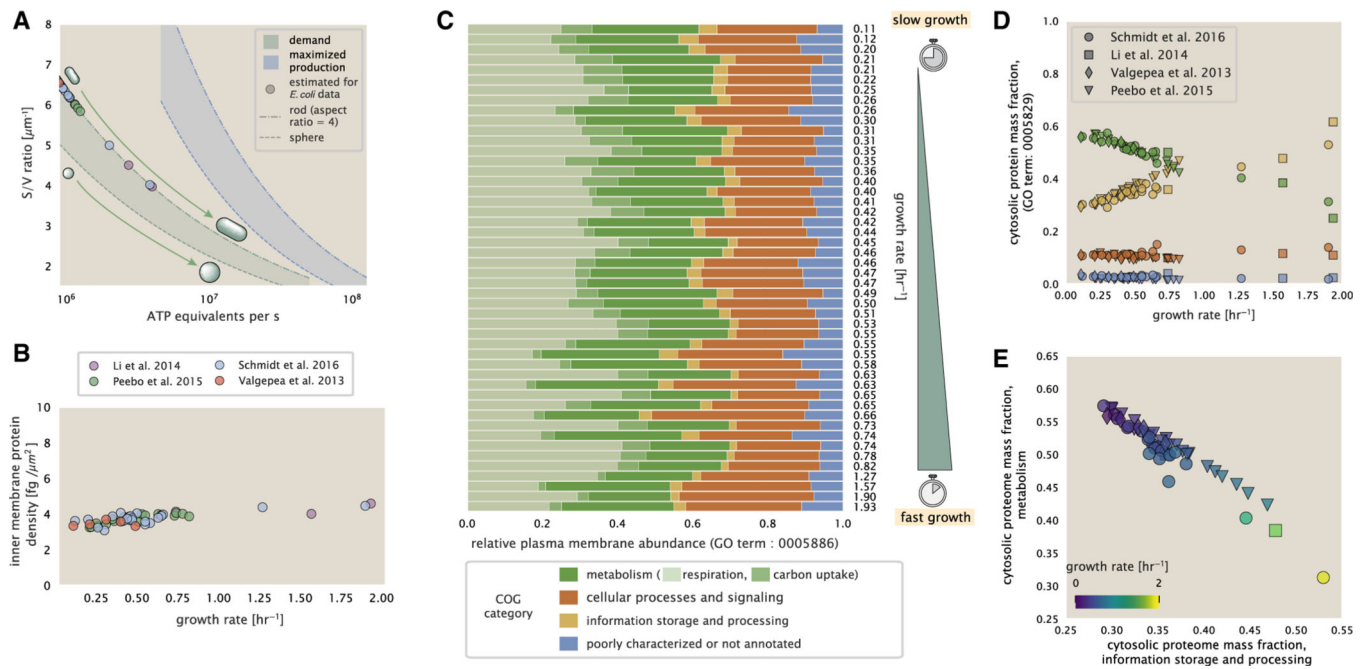 A
S/V ratio [μm⁻¹]
8
7
6
5
4
3
2
10⁶
10⁷
10⁸
ATP equivalents per s
demand
maximized
production
estimated for
E. coli data
rod (aspect
ratio = 4)
sphere
B
Li et al. 2014
Schmidt et al. 2016
Peebo et al. 2015
Valgepea et al. 2013
inner membrane protein
density [fg /μm²]
10
8
6
4
2
0
0.25
0.50
0.75
1.00
1.25
1.50
1.75
2.00
growth rate [hr⁻¹]
C
0.11
0.12
0.20
0.21
0.21
0.22
0.25
0.26
0.26
0.30
0.31
0.31
0.35
0.35
0.36
0.40
0.40
0.41
0.42
0.42
0.44
0.45
0.46
0.46
0.47
0.47
0.49
0.50
0.51
0.53
0.55
0.55
0.55
0.58
0.63
0.63
0.65
0.65
0.66
0.73
0.74
0.74
0.78
0.82
1.27
1.57
1.90
1.93
0.0
0.2
0.4
0.6
0.8
1.0
relative plasma membrane abundance (GO term : 0005886)
slow growth
growth rate [hr⁻¹]
fast growth
COG
category
metabolism ( respiration, carbon uptake)
cellular processes and signaling
information storage and processing
poorly characterized or not annotated
D
Schmidt et al. 2016
Li et al. 2014
Valgepea et al. 2013
Peebo et al. 2015
cytosolic protein mass fraction,
(GO term: 0005829)
1.0
0.8
0.6
0.4
0.2
0.0
0.00
0.25
0.50
0.75
1.00
1.25
1.50
1.75
2.00
growth rate [hr⁻¹]
E
cytosolic proteome mass fraction,
metabolism
0.65
0.60
0.55
0.50
0.45
0.40
0.35
0.30
0.25
growth rate [hr⁻¹]
0
2
0.25
0.30
0.35
0.40
0.45
0.50
0.55
cytosolic proteome mass fraction,
information storage and processing